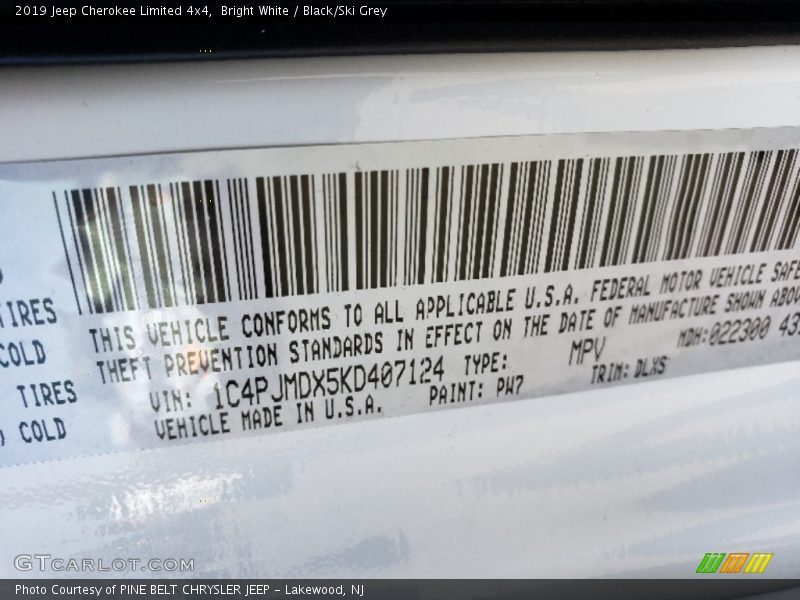 2019 Jeep Cherokee Limited 4x4, Bright White / Black/Ski Grey
TIRES
COLD
TIRES
COLD
THIS VEHICLE CONFORMS TO ALL APPLICABLE U.S.A. FEDERAL MOTOR VEHICLE SAFE
THEFT PREVENTION STANDARDS IN EFFECT ON THE DATE OF MANUFACTURE SHOWN ABOV
VIN: 1C4PJMDX5KD407124 TYPE: MPV MDH:022300 43
VEHICLE MADE IN U.S.A. PAINT: PW7 TRIM: DLXS
GTCARLOT.COM
Photo Courtesy of PINE BELT CHRYSLER JEEP - Lakewood, NJ